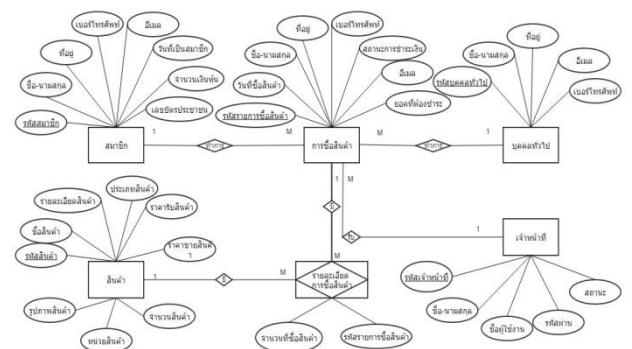 เบอร์โทรศัพท์
อีเมล
ที่อยู่
วันที่เป็นสมาชิก
ชื่อ-นามสกุล
จำนวนเงินหุ้น
รหัสสมาชิก
เลขบัตรประชาชน
สมาชิก
1
ทำการ
M
ที่อยู่
เบอร์โทรศัพท์
ชื่อ-นามสกุล
สถานะการชำระเงิน
วันที่ซื้อสินค้า
อีเมล
รหัสรายการซื้อสินค้า
ยอดที่ต้องชำระ
การซื้อสินค้า
M
ทำการ
1
ที่อยู่
ชื่อ-นามสกุล
อีเมล
รหัสบุคคลทั่วไป
เบอร์โทรศัพท์
บุคคลทั่วไป
1
M
มี
รับ
1
M
ประเภทสินค้า
รายละเอียดสินค้า
ราคารับสินค้า
ชื่อสินค้า
ราคาขายสินค้
า
รหัสสินค้า
สินค้า
1
มี
M
รายละเอียด
การซื้อสินค้า
รูปภาพสินค้า
จำนวนสินค้า
หน่วยสินค้า
จำนวนที่ซื้อสินค้า
รหัสรายการซื้อสินค้า
เจ้าหน้าที่
รหัสเจ้าหน้าที่
สถานะ
ชื่อ-นามสกุล
รหัสผ่าน
ชื่อผู้ใช้งาน